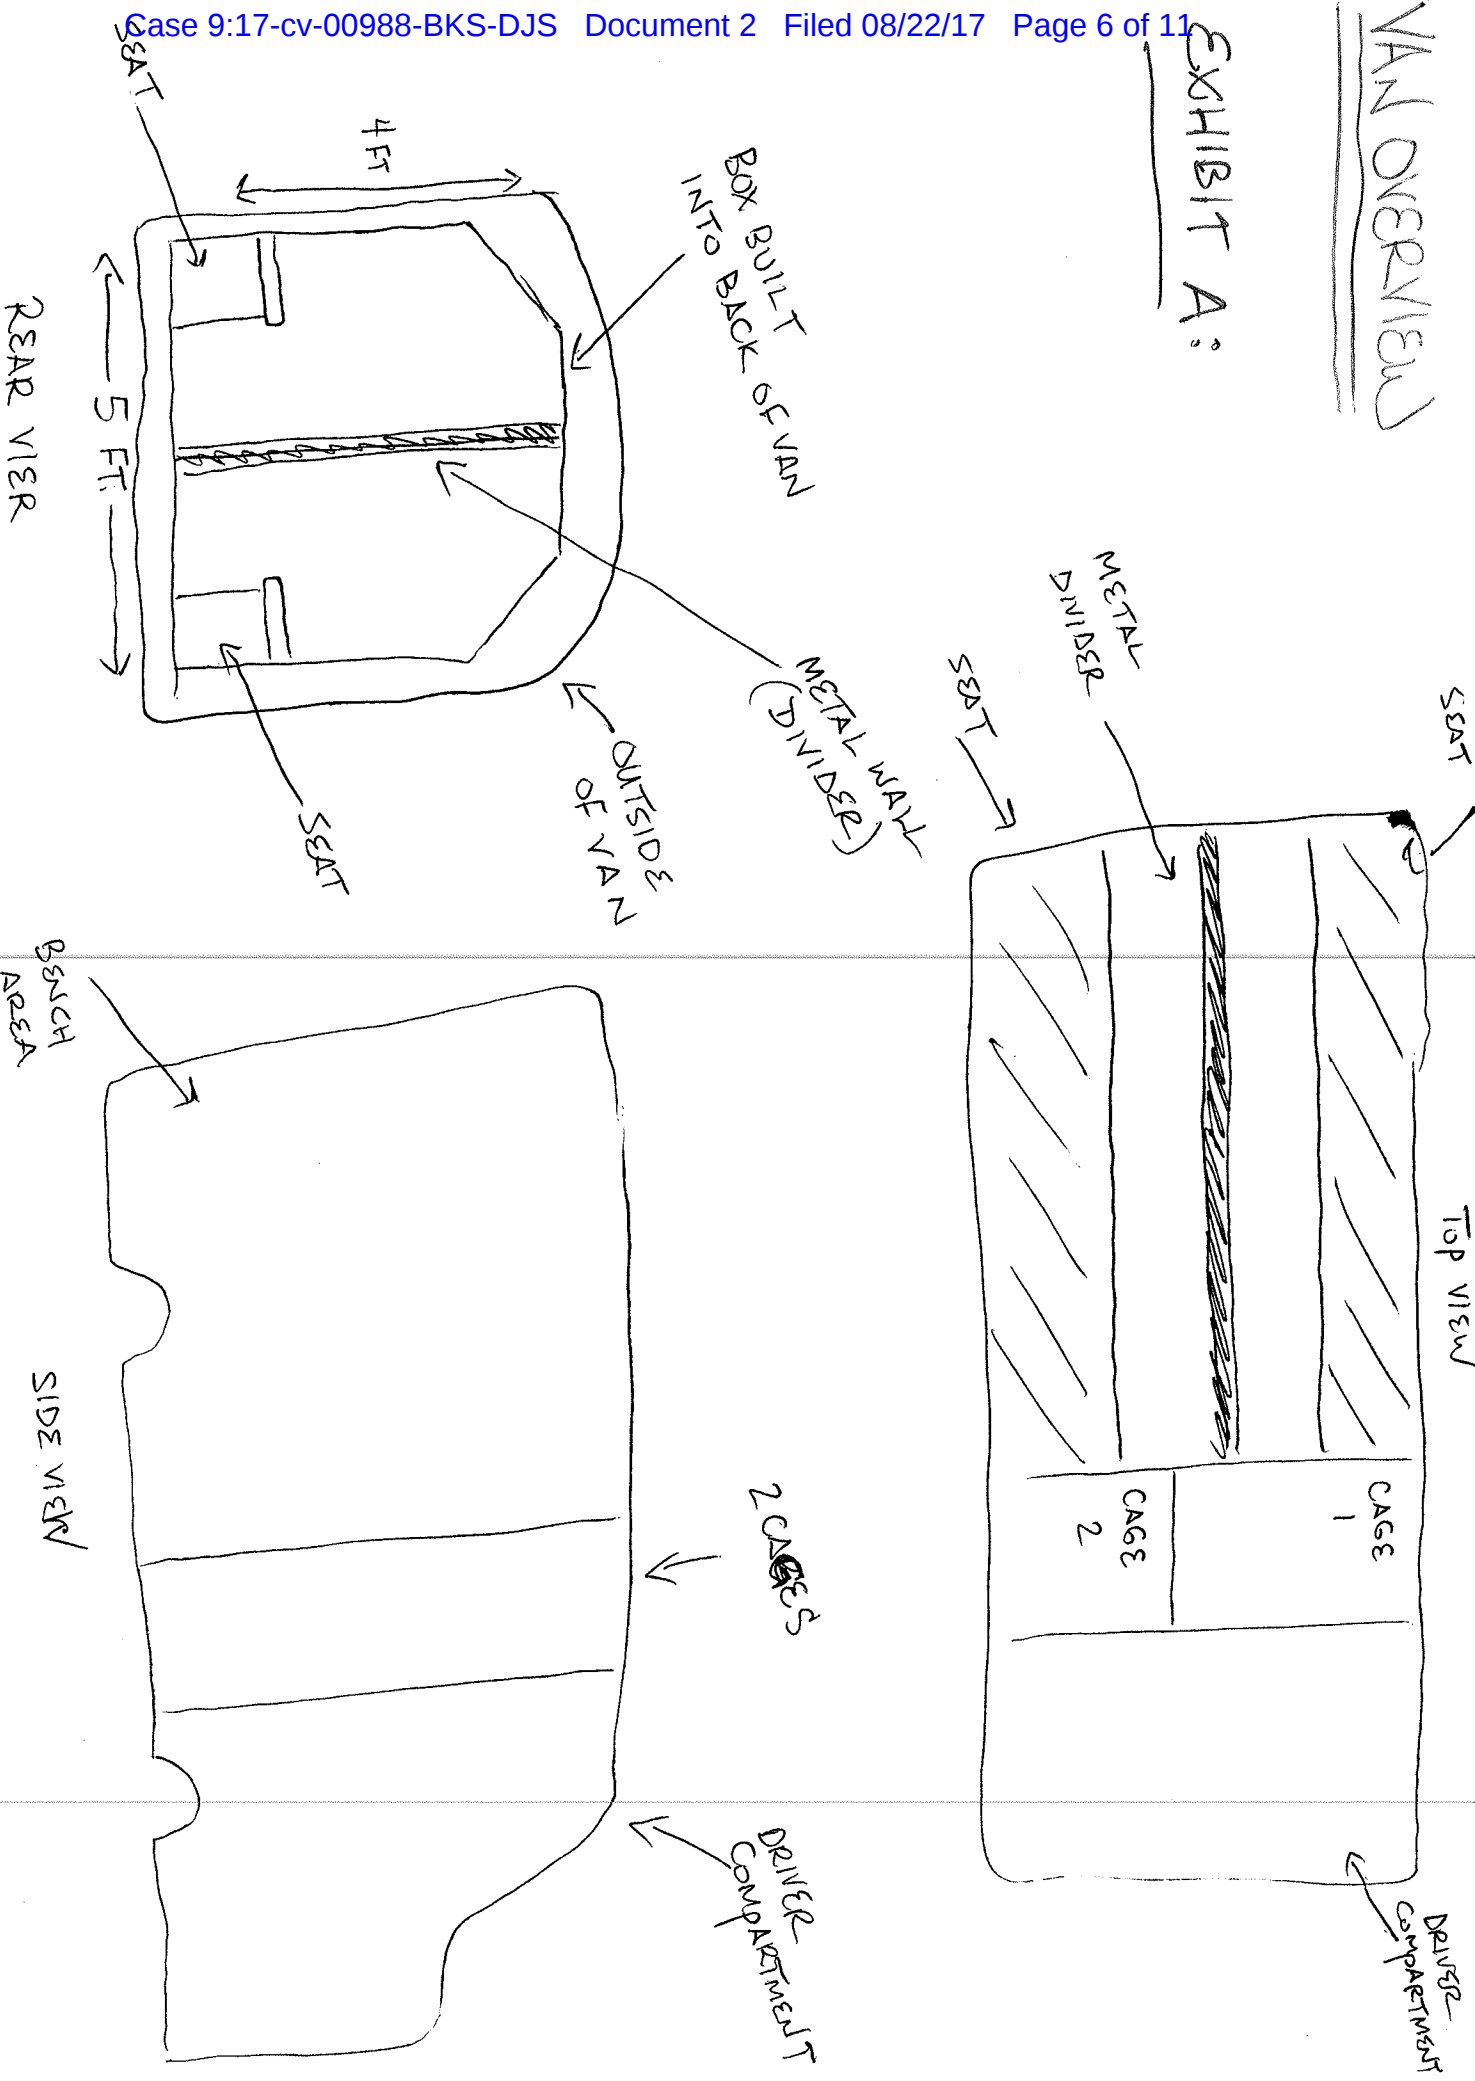 Case 9:17-cv-00988-BKS-DJS Document 2 Filed 08/22/17 Page 6 of 11
VAN OVERVIEW
EXHIBIT A:
SEAT
4 FT
BOX BUILT
INTO BACK OF VAN
METAL WALL
(DIVIDER)
OUTSIDE
OF VAN
SEAT
5 FT.
REAR VIER
SEAT
TOP VIEW
METAL
DIVIDER
SEAT
CAGE
1
CAGE
2
DRIVER
COMPARTMENT
BENCH
AREA
2 CAGES
DRIVER
COMPARTMENT
SIDE VIEW